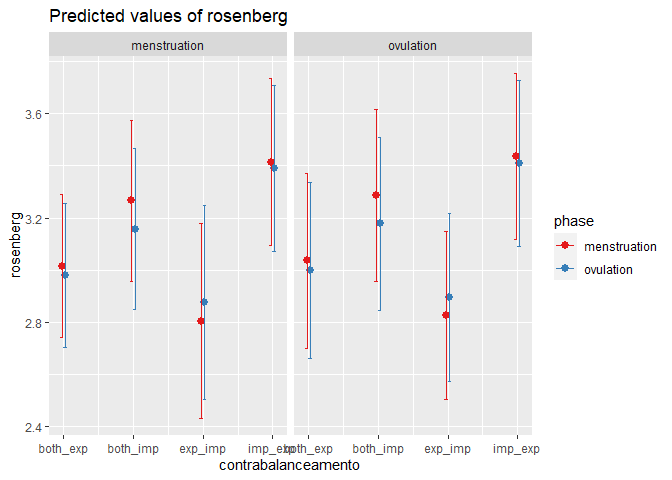 Predicted values of rosenberg
menstruation
ovulation
3.6
3.2
2.8
2.4
rosenberg
both_exp
both_imp
exp_imp
imp_exp
both_exp
both_imp
exp_imp
imp_exp
contrabalanceamento
phase
menstruation
ovulation